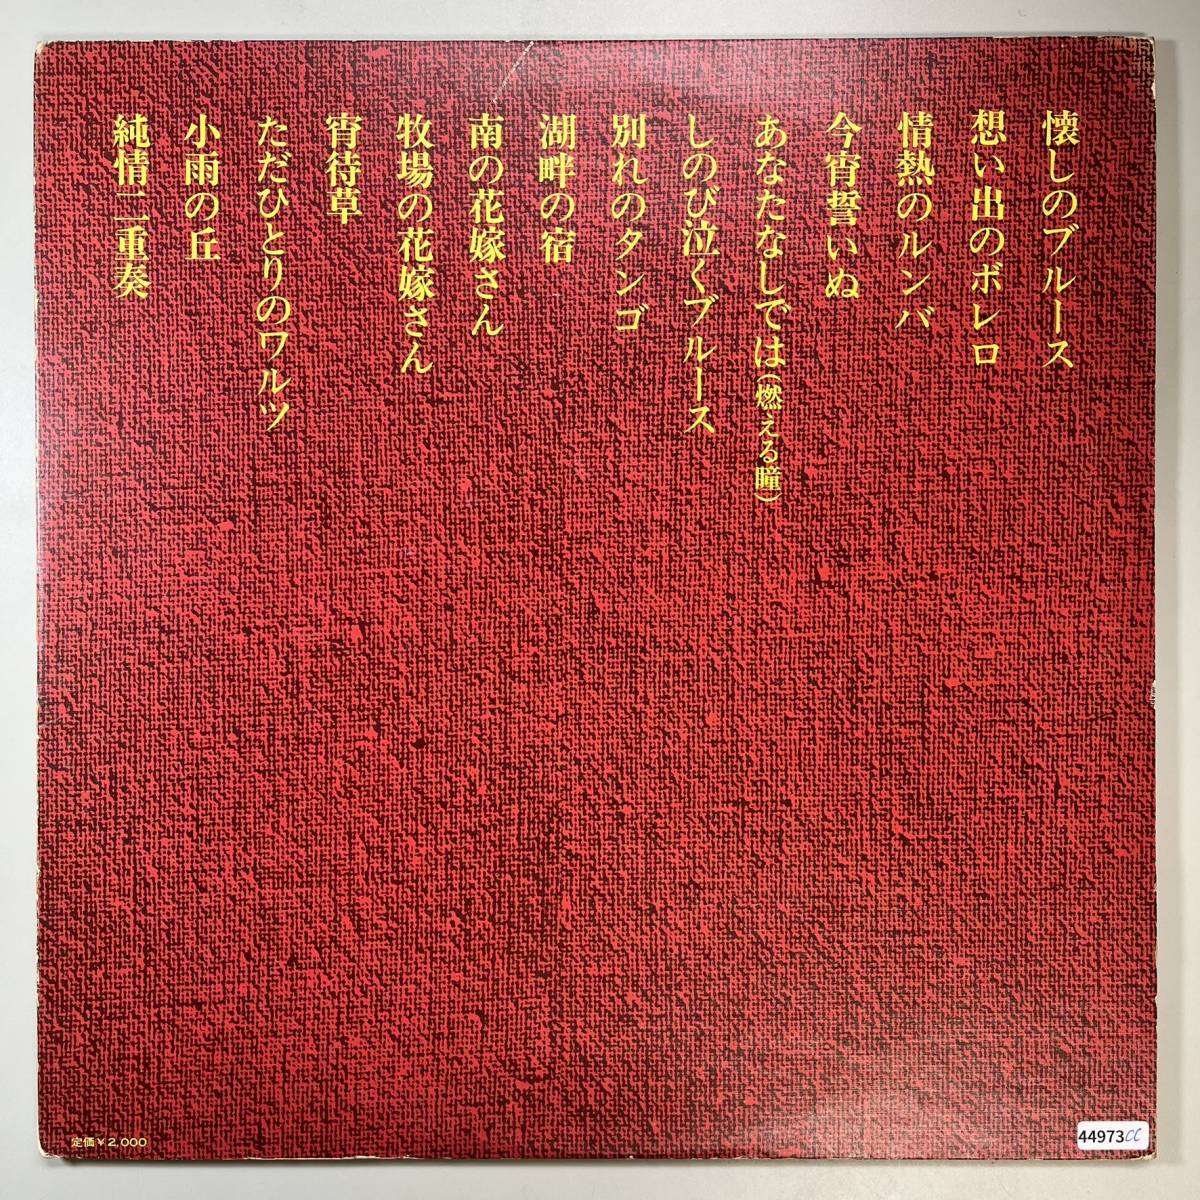 懐しのブルース
想い出のボレロ
情熱のルンバ
今宵誓いぬ
あなたなしでは(燃える瞳)
しのび泣くブルース
別れのタンゴ
湖畔の宿
南の花嫁さん
牧場の花嫁さん
宵待草
ただひとりのワルツ
小雨の丘
純情二重奏
定価￥2,000
44973CC